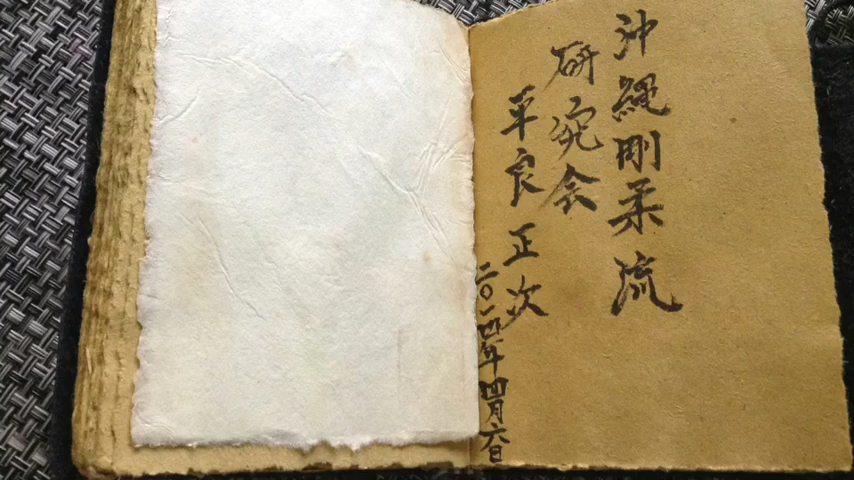 沖縄剛柔流
研究会
平良正次
二〇一四年四月六日